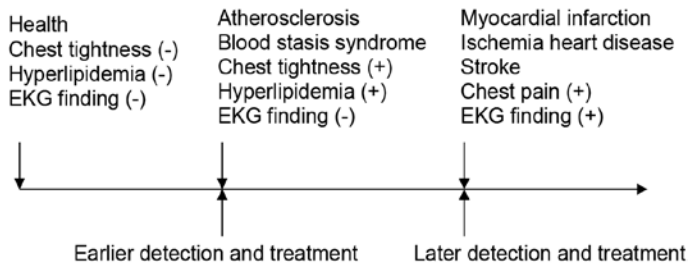 Health
Chest tightness (-)
Hyperlipidemia (-)
EKG finding (-)
Atherosclerosis
Blood stasis syndrome
Chest tightness (+)
Hyperlipidemia (+)
EKG finding (-)
Myocardial infarction
Ischemia heart disease
Stroke
Chest pain (+)
EKG finding (+)
Earlier detection and treatment
Later detection and treatment